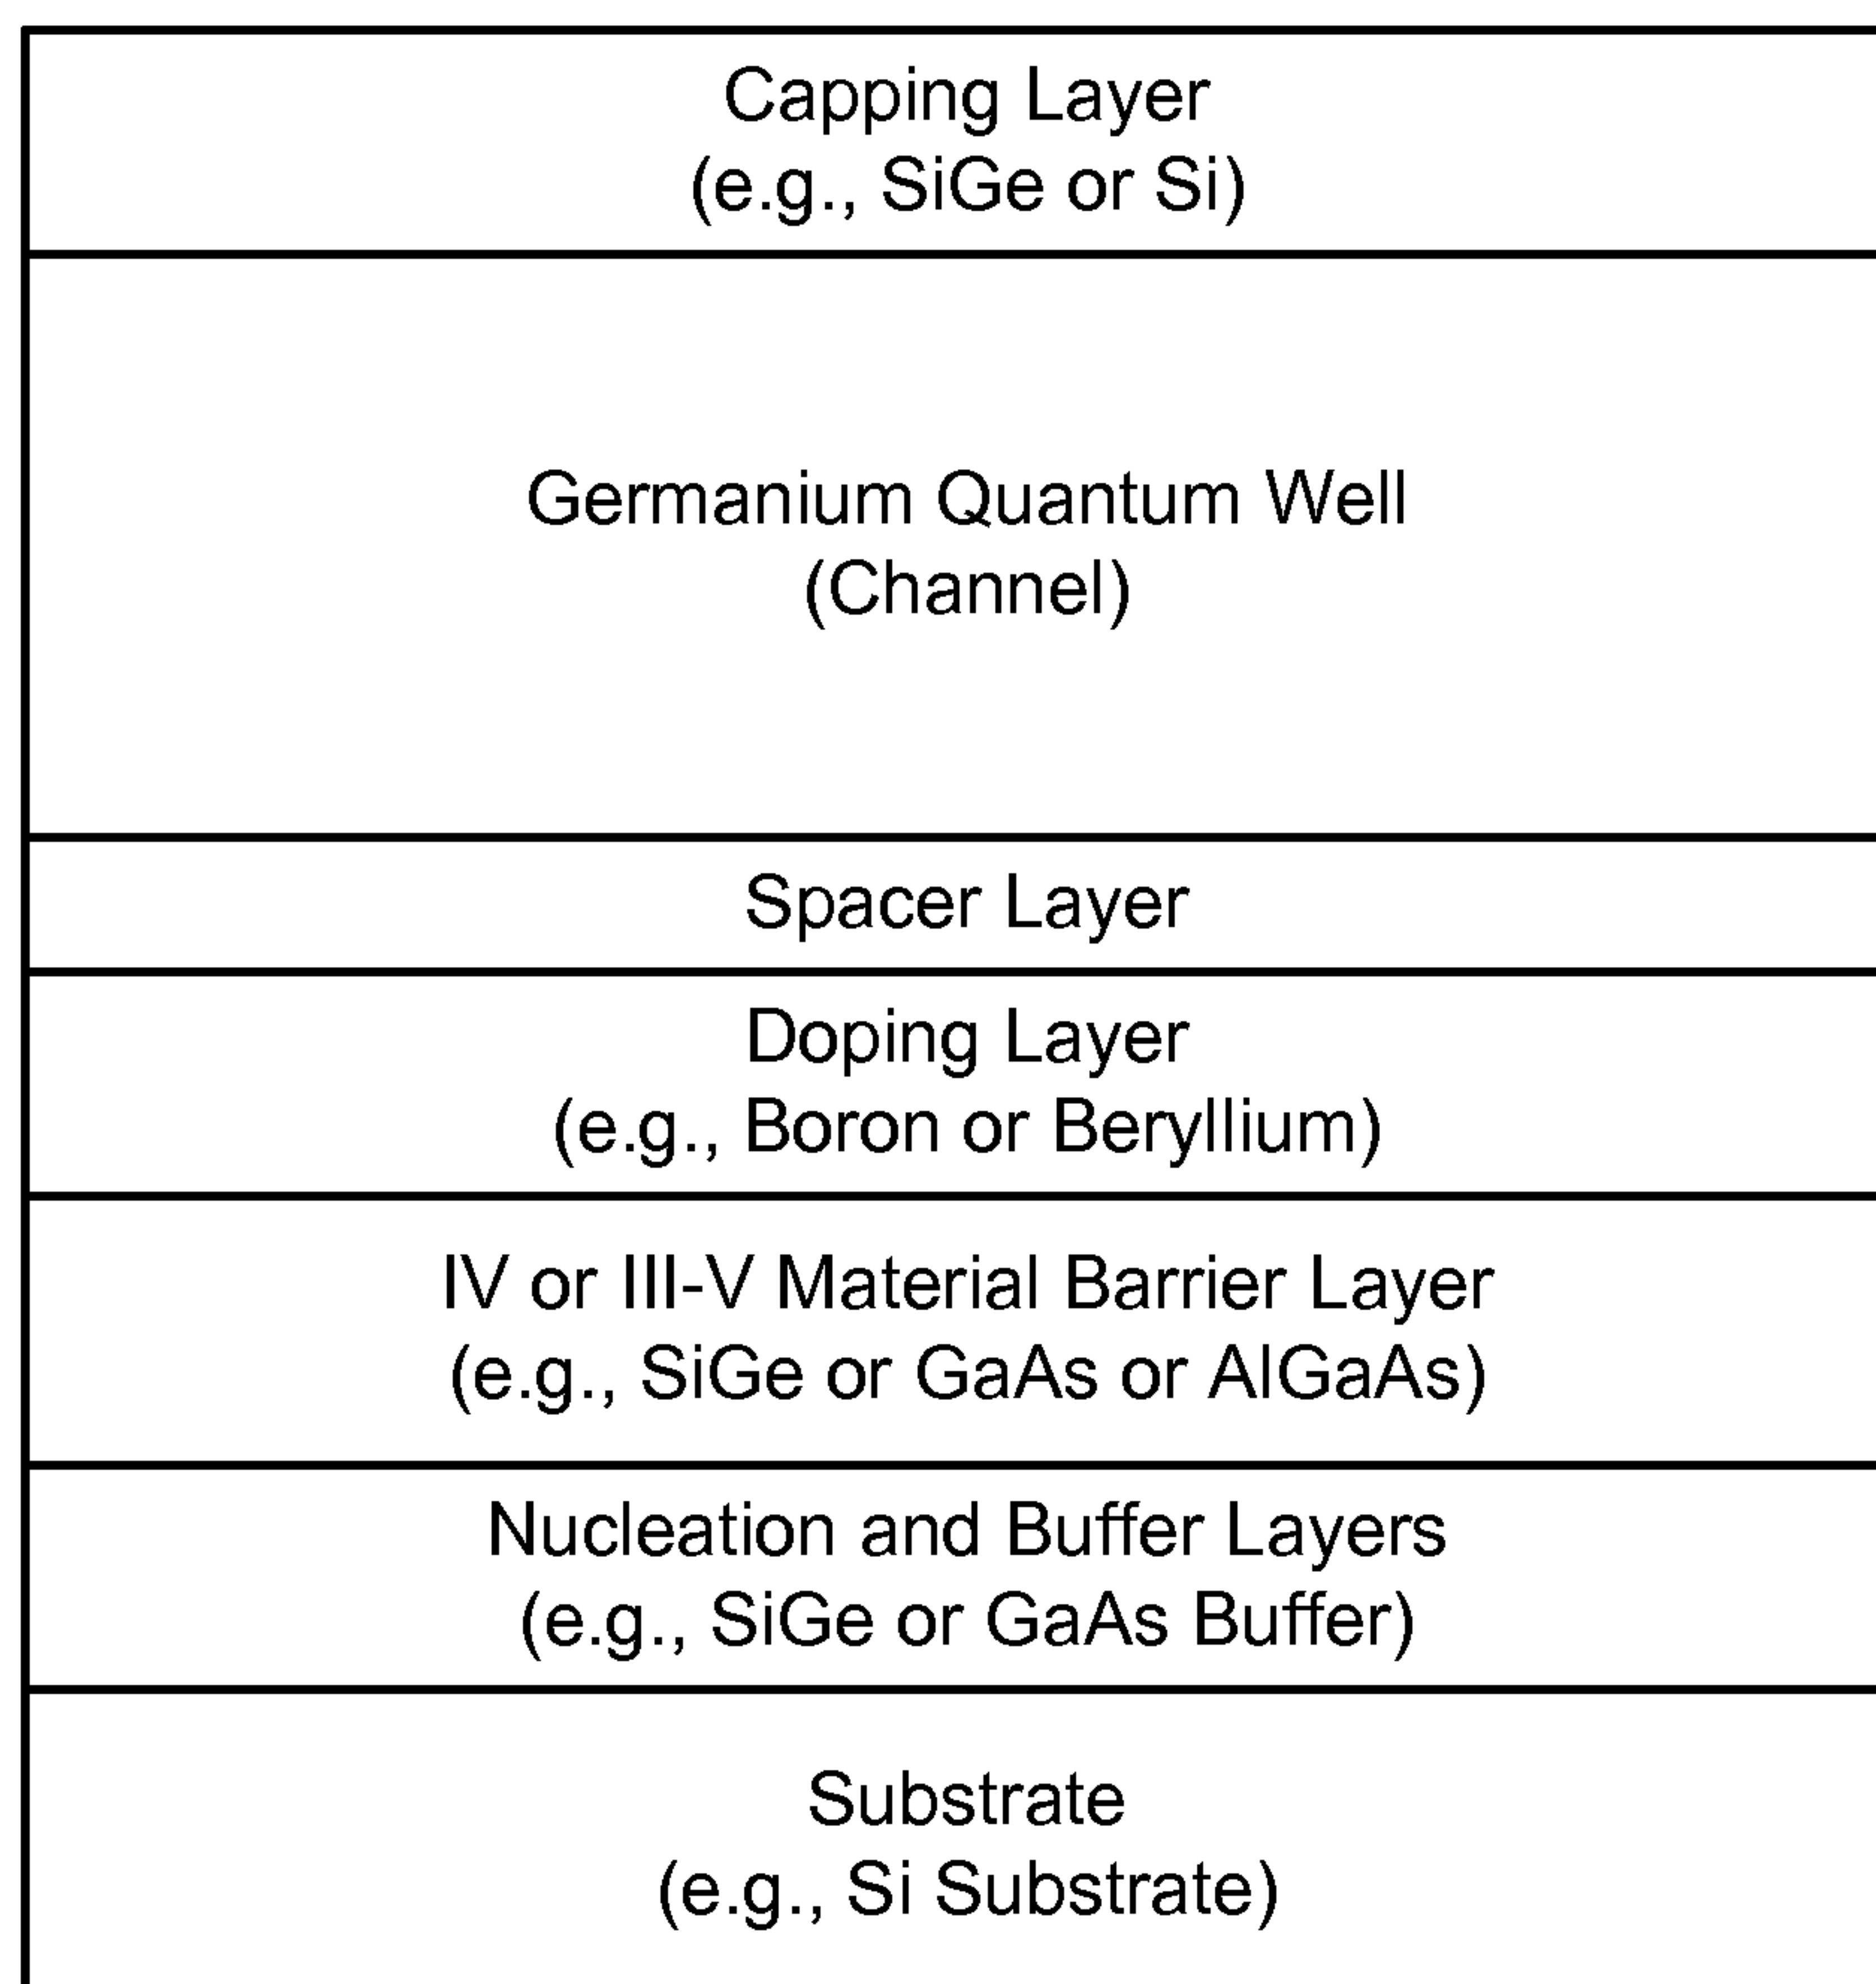 Capping Layer
(e.g., SiGe or Si)
Germanium Quantum Well
(Channel)
Spacer Layer
Doping Layer
(e.g., Boron or Beryllium)
IV or III-V Material Barrier Layer
(e.g., SiGe or GaAs or AlGaAs)
Nucleation and Buffer Layers
(e.g., SiGe or GaAs Buffer)
Substrate
(e.g., Si Substrate)